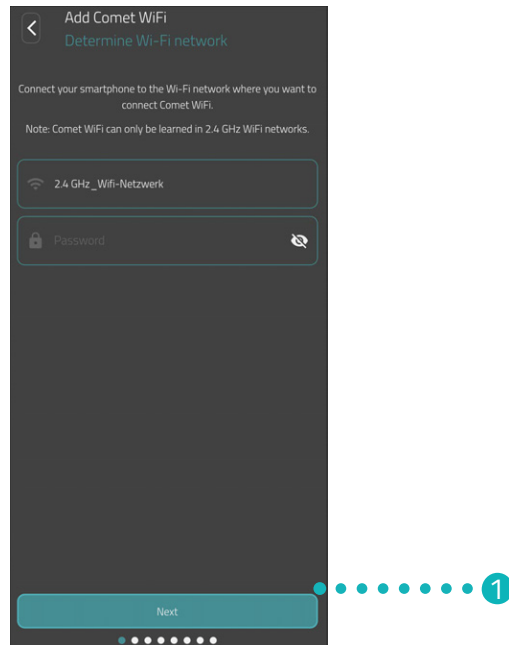 Add Comet WiFi
Determine Wi-Fi network
Connect your smartphone to the Wi-Fi network where you want to
connect Comet WiFi.
Note: Comet WiFi can only be learned in 2.4 GHz WiFi networks.
2.4 GHz_Wifi-Netzwerk
Password
Next
1